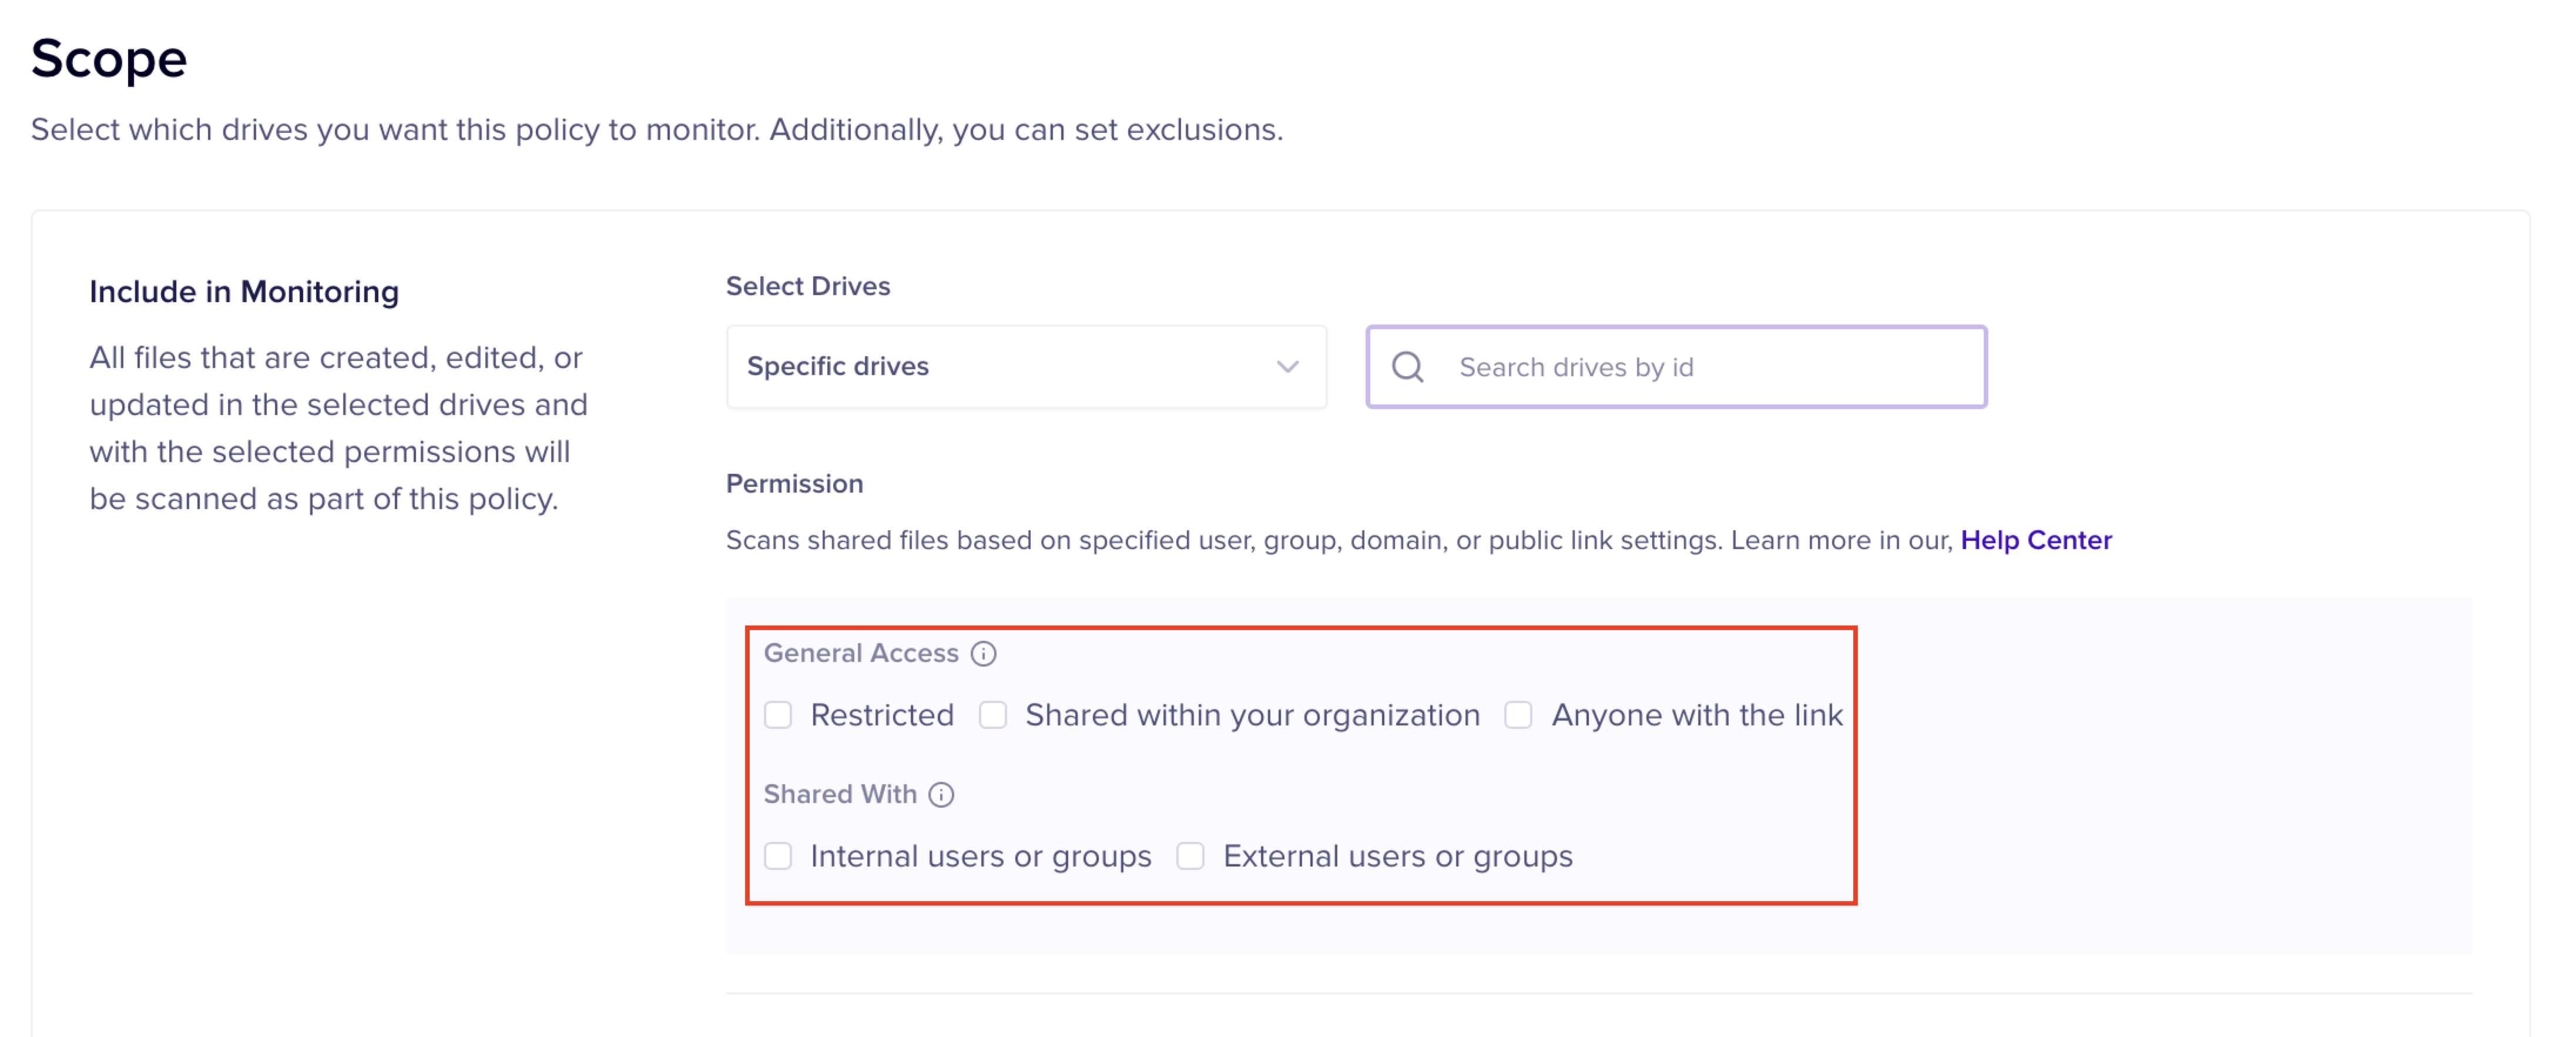 Scope
Select which drives you want this policy to monitor. Additionally, you can set exclusions.
Include in Monitoring
All files that are created, edited, or
updated in the selected drives and
with the selected permissions will
be scanned as part of this policy.
Select Drives
Specific drives
Search drives by id
Permission
Scans shared files based on specified user, group, domain, or public link settings. Learn more in our, Help Center
General Access
Restricted Shared within your organization Anyone with the link
Shared With
Internal users or groups External users or groups